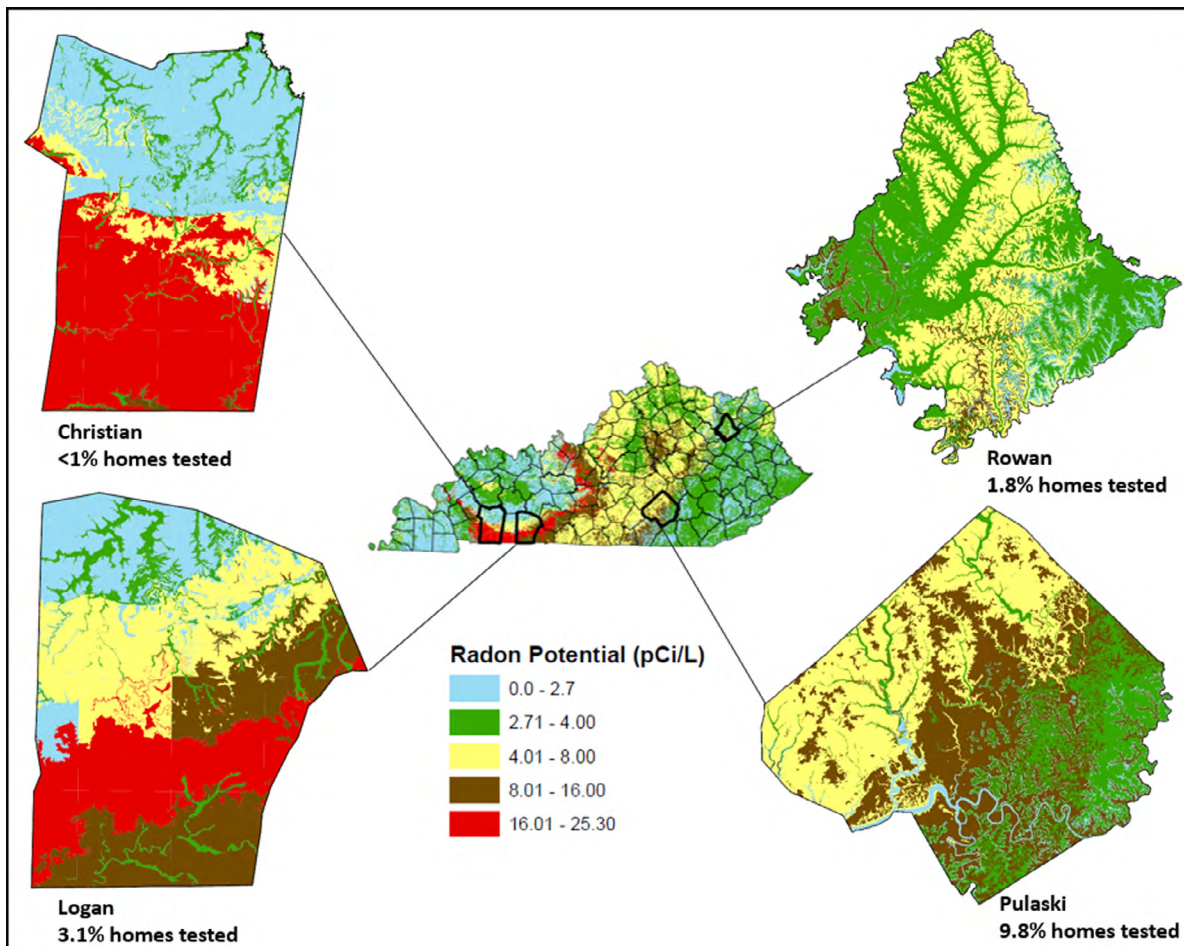 Christian
<1% homes tested
Rowan
1.8% homes tested
Radon Potential (pCi/L)
0.0 - 2.7
2.71 - 4.00
4.01 - 8.00
8.01 - 16.00
16.01 - 25.30
Logan
3.1% homes tested
Pulaski
9.8% homes tested